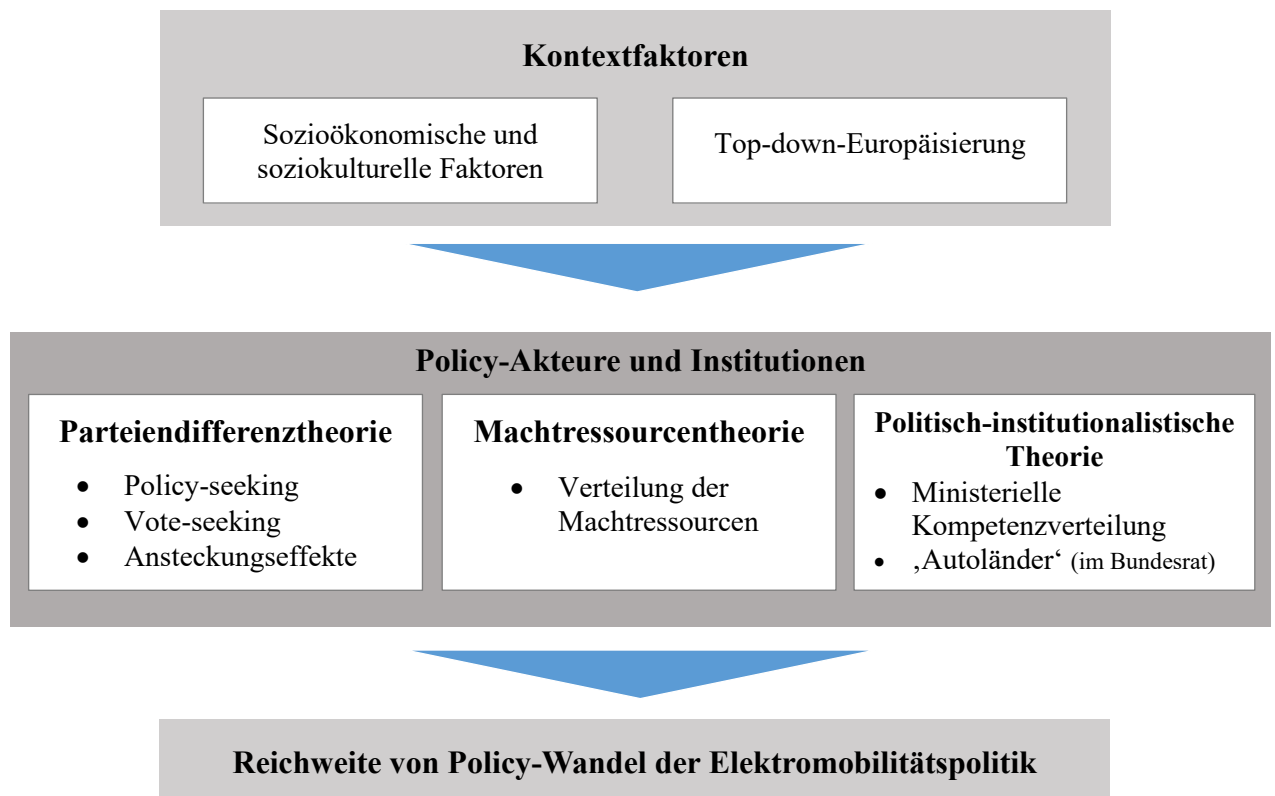 Kontextfaktoren
Sozioökonomische und
soziokulturelle Faktoren
Top-down-Europäisierung
Policy-Akteure und Institutionen
Parteiendifferenztheorie
• Policy-seeking
• Vote-seeking
• Ansteckungseffekte
Machtressourcentheorie
• Verteilung der
Machtressourcen
Politisch-institutionalistische
Theorie
• Ministerielle
Kompetenzverteilung
• ‚Autoländer‘ (im Bundesrat)
Reichweite von Policy-Wandel der Elektromobilitätspolitik